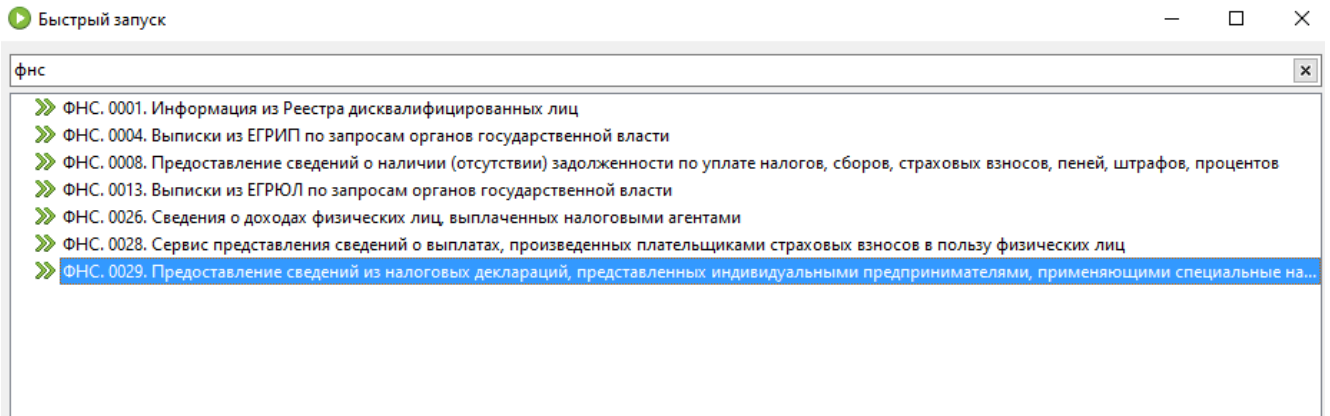 Быстрый запуск
фнс
ФНС. 0001. Информация из Реестра дисквалифицированных лиц
ФНС. 0004. Выписки из ЕГРИП по запросам органов государственной власти
ФНС. 0008. Предоставление сведений о наличии (отсутствии) задолженности по уплате налогов, сборов, страховых взносов, пеней, штрафов, процентов
ФНС. 0013. Выписки из ЕГРЮЛ по запросам органов государственной власти
ФНС. 0026. Сведения о доходах физических лиц, выплаченных налоговыми агентами
ФНС. 0028. Сервис представления сведений о выплатах, произведенных плательщиками страховых взносов в пользу физических лиц
ФНС. 0029. Предоставление сведений из налоговых деклараций, представленных индивидуальными предпринимателями, применяющими специальные на...